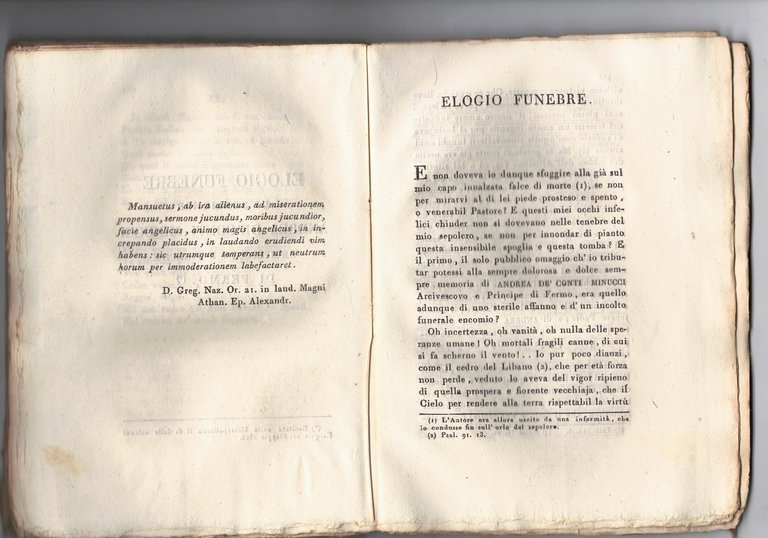 Mansuetus, ab ira alienus, ad miserationem
propensus, sermone jucundus, moribus jucundior,
facie angelicus, animo magis angelicus, in in-
crepando placidus, in laudando erudiendi vim
habens: sic utrumque temperans, ut neutrum
horum per immoderationem labefactaret.
D. Greg. Naz. Or. 21. in laud. Magni
Athan. Ep. Alexandr.
ELOGIO FUNEBRE.
E non doveva io dunque sfuggire alla già sul
mio capo innalzata falce di morte (1), se non
per mirarvi al di lei piede prosteso e spento,
o venerabil Pastore? E questi miei occhi infe-
lici chiuder non si dovevano nelle tenebre del
mio sepolcro, se non per innondar di pianto
questa insensibile spoglia e questa tomba? E
il primo, il solo pubblico omaggio ch' io tribu-
tar potessi alla sempre dolorosa e dolce sem-
pre memoria di ANDREA DE' CONTI MINUCCI
Arcivescovo e Principe di Fermo, era quello
adunque di uno sterile affanno e d' un incolto
funerale encomio?
Oh incertezza, oh vanità, oh nulla delle spe-
ranze umane! Oh mortali fragili canne, di cui
si fa scherno il vento!.. Io pur poco dianzi,
come il cedro del Libano (2), che per età forza
non perde, veduto lo aveva del vigor ripieno
di quella prospera e fiorente vecchiaja, che il
Cielo per rendere alla terra rispettabil la virtù
(1) L'Autore era allora uscito da una infermità, che
lo condusse fin sull' orlo del sepolcro.
(2) Psal. 91. 13.